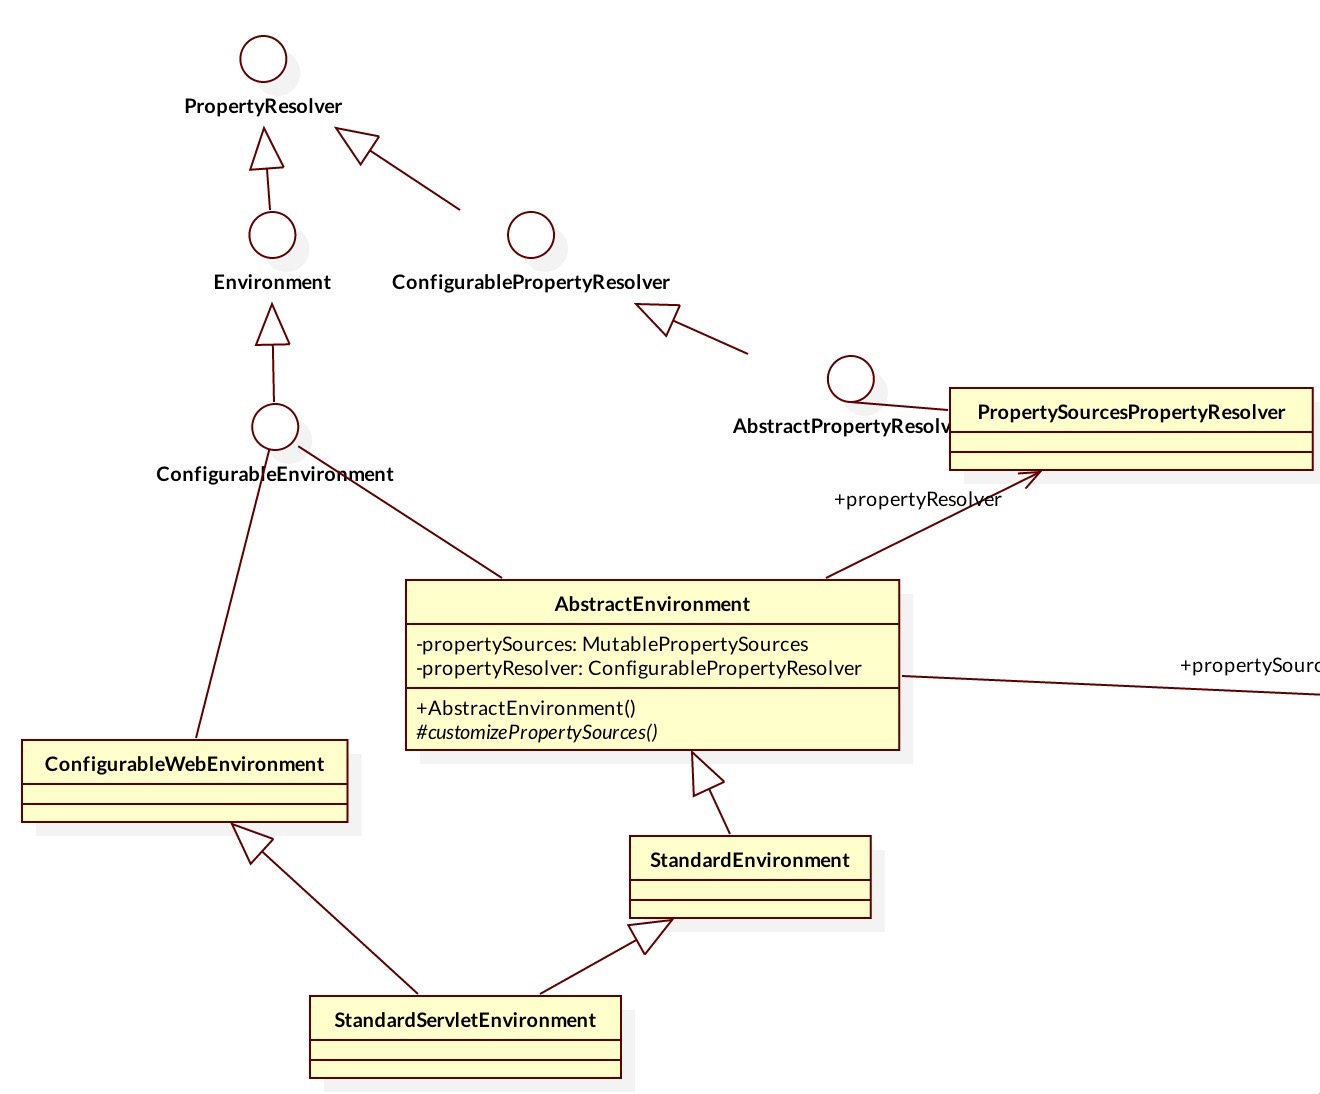 PropertyResolver
Environment
ConfigurablePropertyResolver
AbstractPropertyResolv
PropertySourcesPropertyResolver
ConfigurableEnvironment
+propertyResolver
AbstractEnvironment
-propertySources: MutablePropertySources
-propertyResolver: ConfigurablePropertyResolver
+AbstractEnvironment()
#customizePropertySources()
+propertySourc
ConfigurableWebEnvironment
StandardEnvironment
StandardServletEnvironment